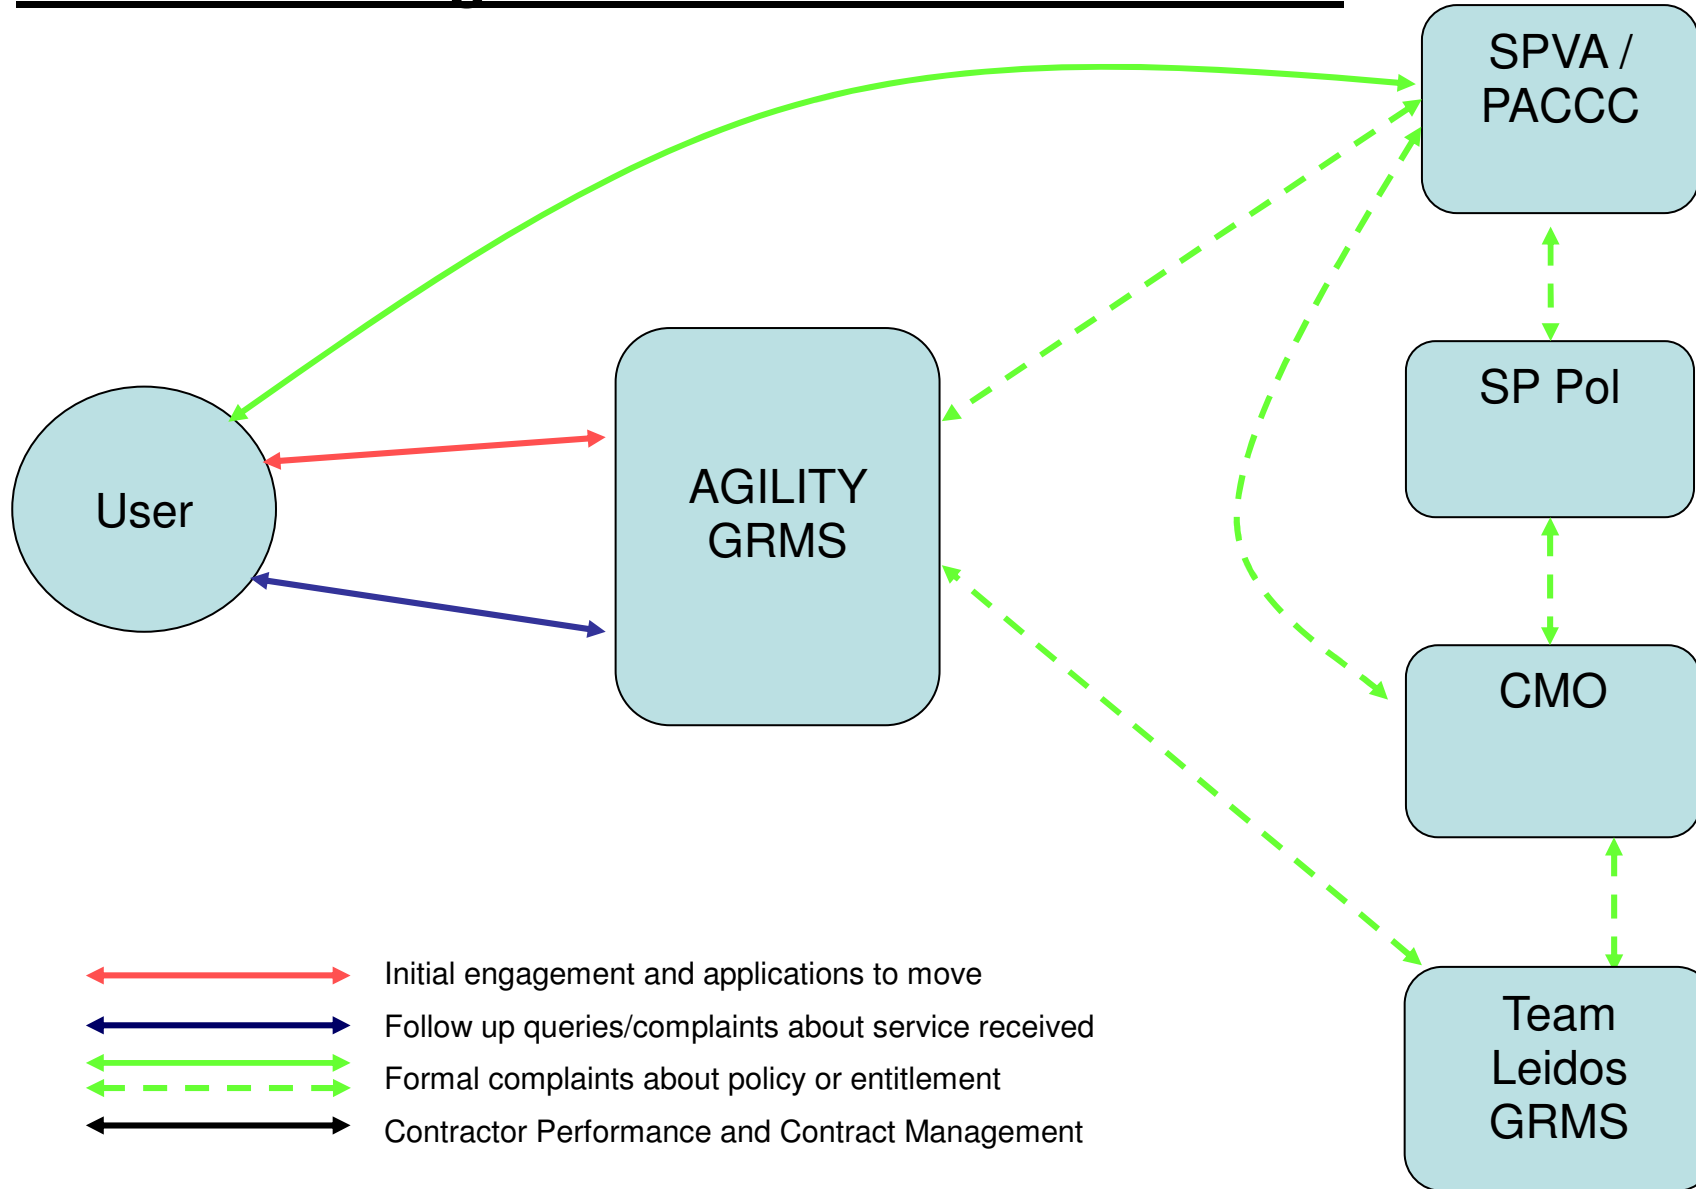 SPVA /
PACCC
SP Pol
AGILITY
GRMS
User
CMO
Initial engagement and applications to move
Follow up queries/complaints about service received
Formal complaints about policy or entitlement
Contractor Performance and Contract Management
Team
Leidos
GRMS